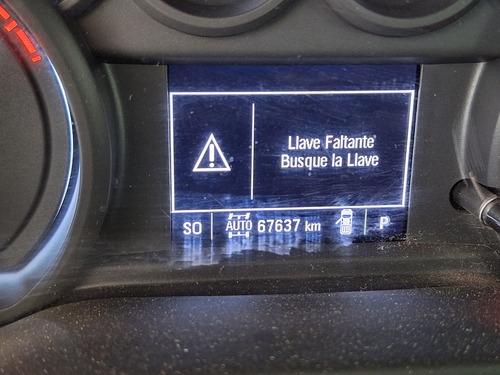 Llave Faltante
Busque la Llave
SO AUTO 67637 km P